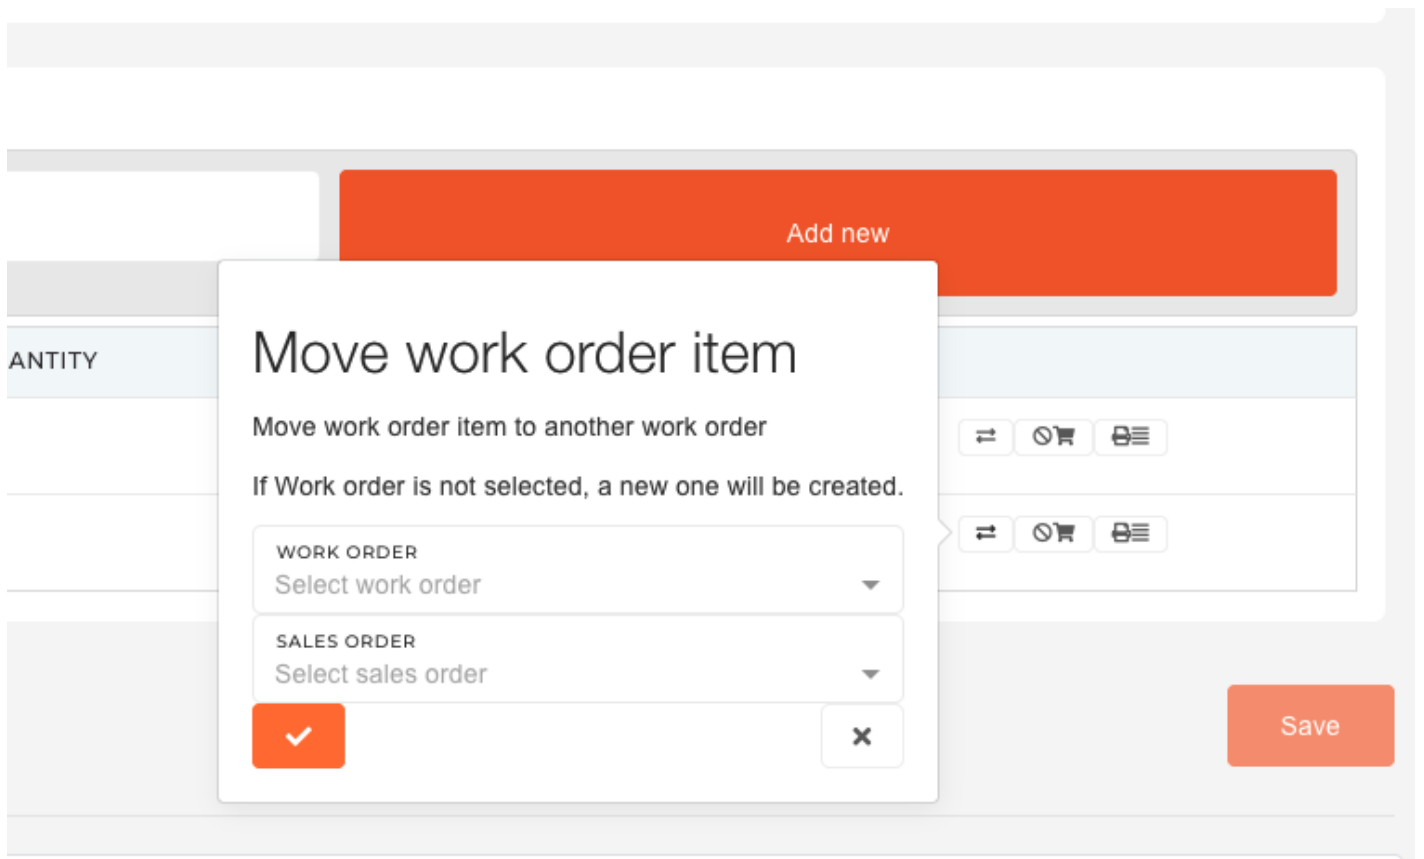 Add new
ANTITY
Move work order item
Move work order item to another work order
If Work order is not selected, a new one will be created.
WORK ORDER
Select work order
SALES ORDER
Select sales order
Save